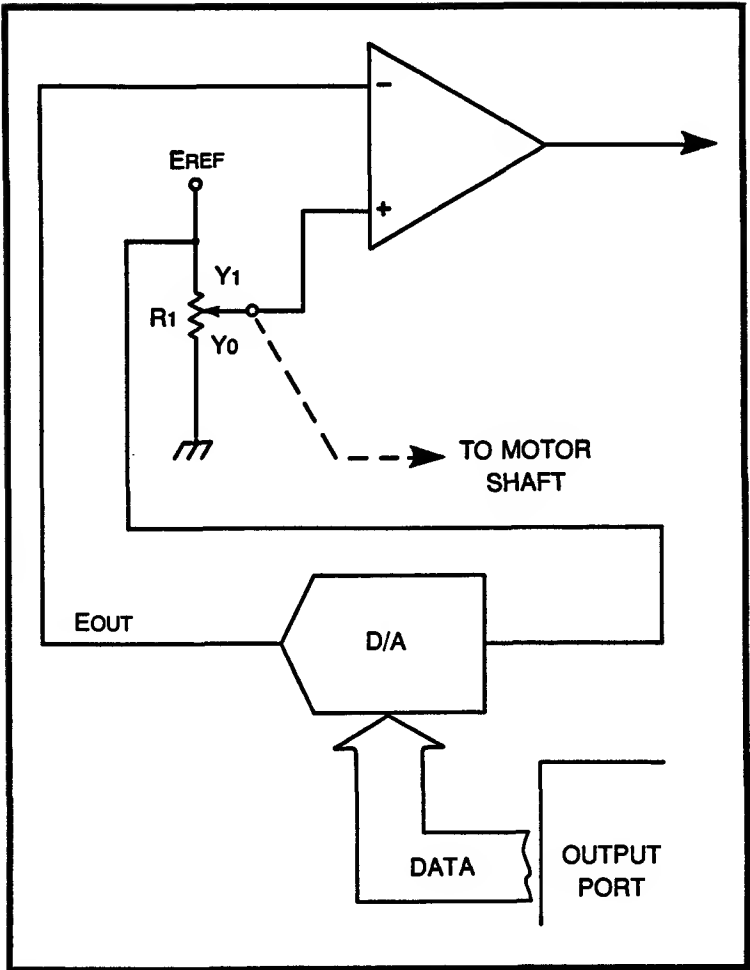 −
EREF
+
Y1
R1
Y0
TO MOTOR
SHAFT
EOUT
D/A
DATA
OUTPUT
PORT